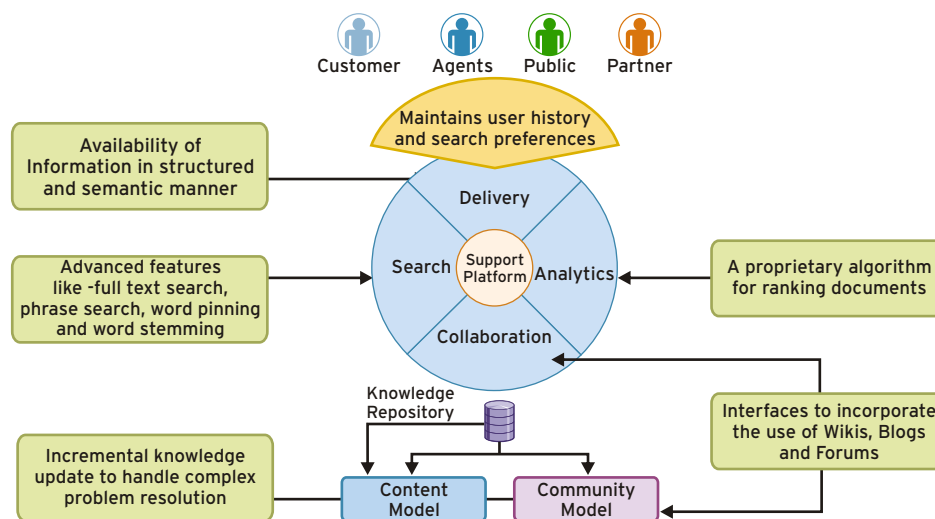 Customer
Agents
Public
Partner
Maintains user history
and search preferences
Availability of
Information in structured
and semantic manner
Delivery
Search
Support
Platform
Analytics
Collaboration
Advanced features
like -full text search,
phrase search, word pinning
and word stemming
A proprietary algorithm
for ranking documents
Knowledge
Repository
Interfaces to incorporate
the use of Wikis, Blogs
and Forums
Incremental knowledge
update to handle complex
problem resolution
Content
Model
Community
Model